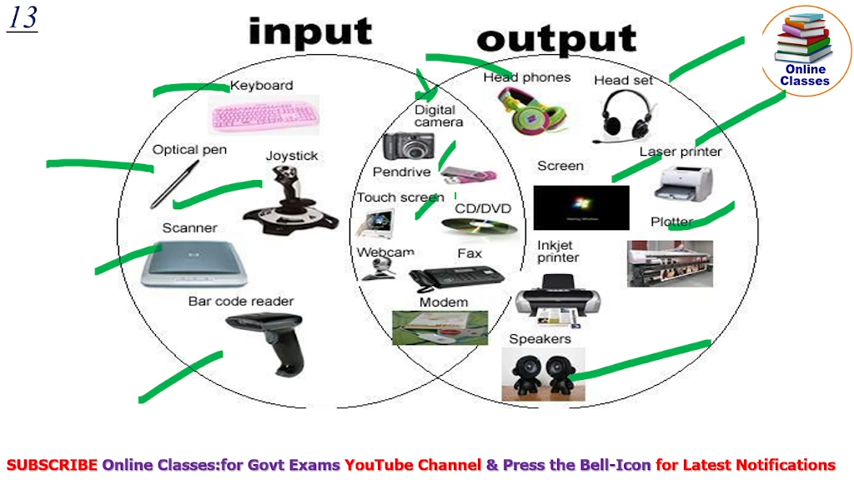 13
input
output
Online
Classes
Keyboard
Optical pen
Joystick
Scanner
Bar code reader
Digital
camera
Pendrive
Touch screen
CD/DVD
Webcam
Fax
Modem
Head phones
Head set
Screen
Laser printer
Plotter
Inkjet
printer
Speakers
SUBSCRIBE Online Classes:for Govt Exams YouTube Channel & Press the Bell-Icon for Latest Notifications